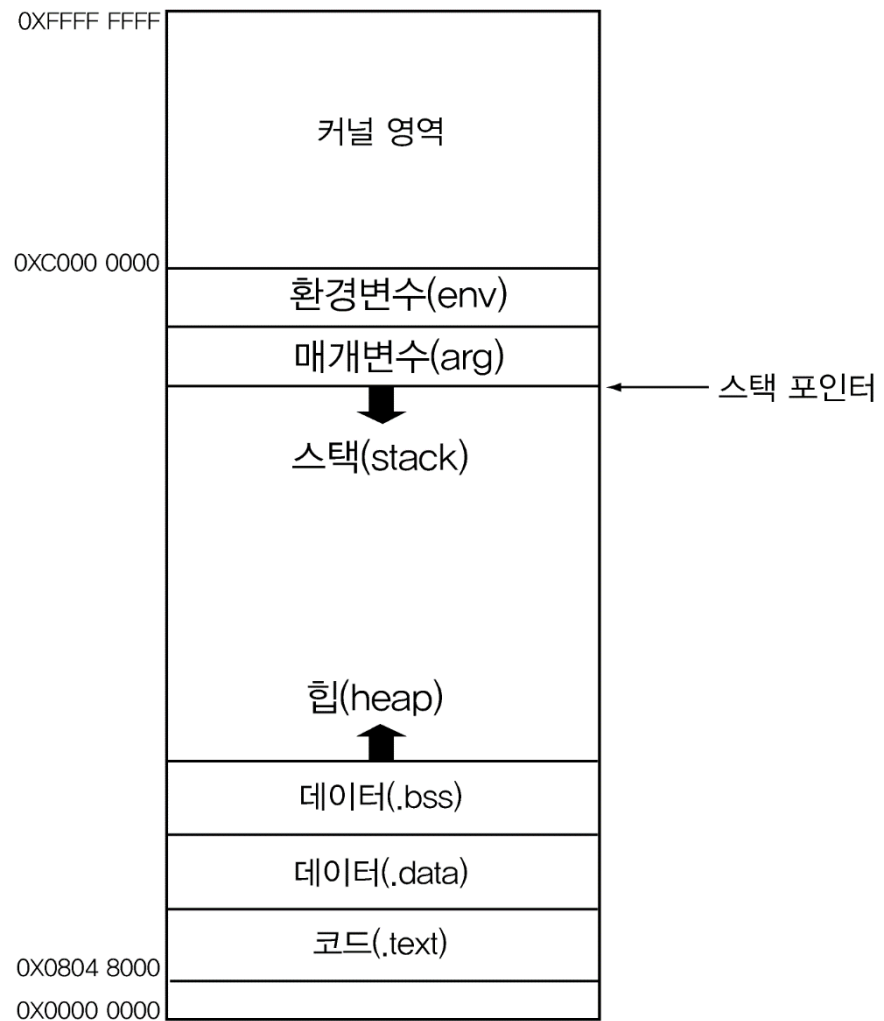 0XFFFF FFFF
커널 영역
0XC000 0000
환경변수(env)
매개변수(arg)
스택 포인터
스택(stack)
힙(heap)
데이터(.bss)
데이터(.data)
코드(.text)
0X0804 8000
0X0000 0000